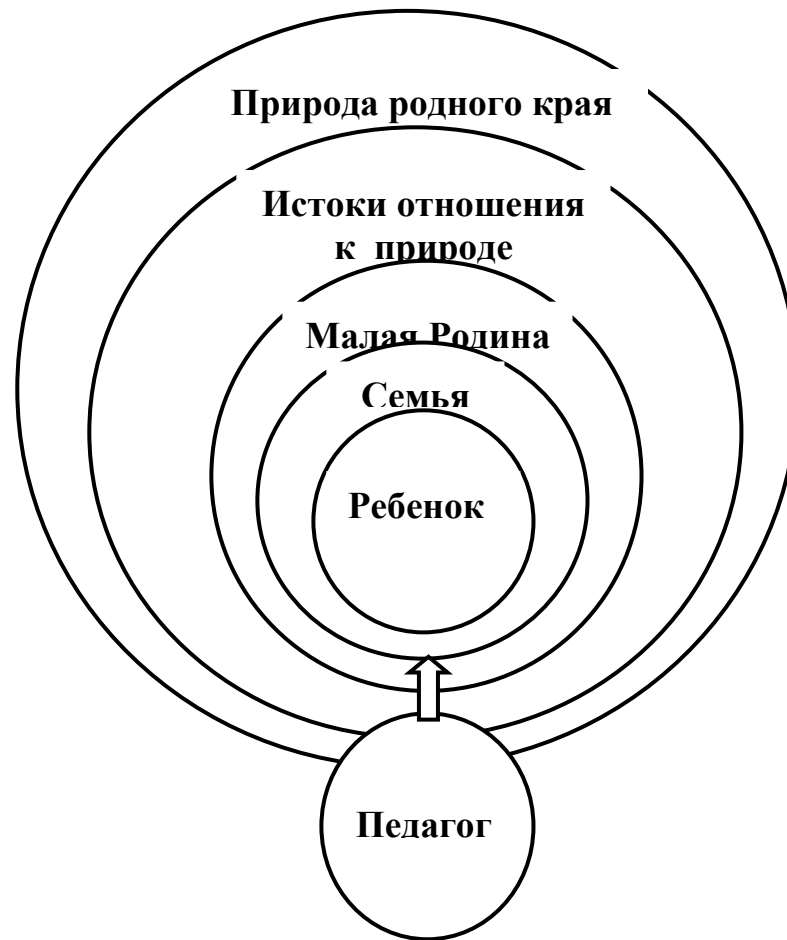 Природа родного края
Истоки отношения
к природе
Малая Родина
Семья
Ребенок
Педагог